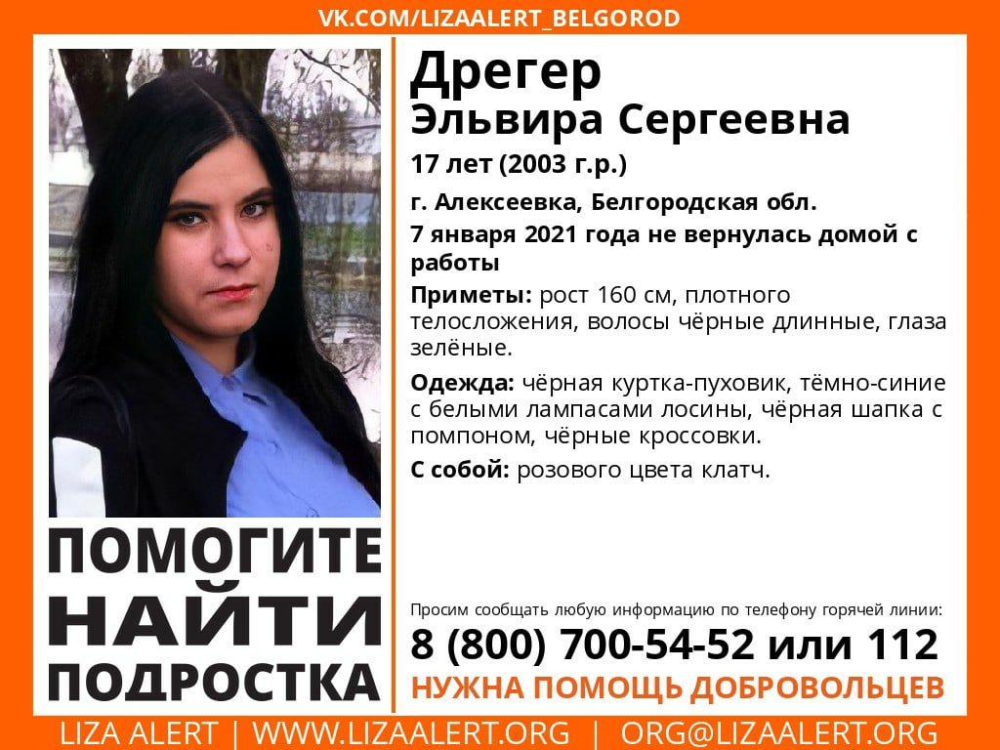 VK.COM/LIZAALERT_BELGOROD
Дрегер
Эльвира Сергеевна
17 лет (2003 г.р.)
г. Алексеевка, Белгородская обл.
7 января 2021 года не вернулась домой с
работы
Приметы: рост 160 см, плотного
телосложения, волосы чёрные длинные, глаза
зелёные.
Одежда: чёрная куртка-пуховик, тёмно-синие
с белыми лампасами лосины, чёрная шапка с
помпоном, чёрные кроссовки.
С собой: розового цвета клатч.
ПОМОГИТЕ
НАЙТИ
ПОДРОСТКА
Просим сообщать любую информацию по телефону горячей линии:
8 (800) 700-54-52 или 112
НУЖНА ПОМОЩЬ ДОБРОВОЛЬЦЕВ
LIZA ALERT | WWW.LIZAALERT.ORG | ORG@LIZAALERT.ORG